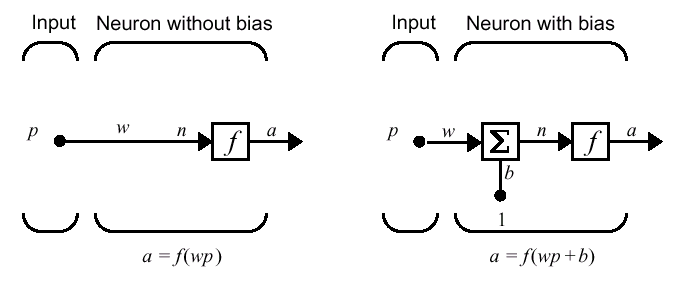 Input Neuron without bias
p w n f a
a = f(wp)
Input Neuron with bias
p w Σ n f a
b
1
a = f(wp + b)